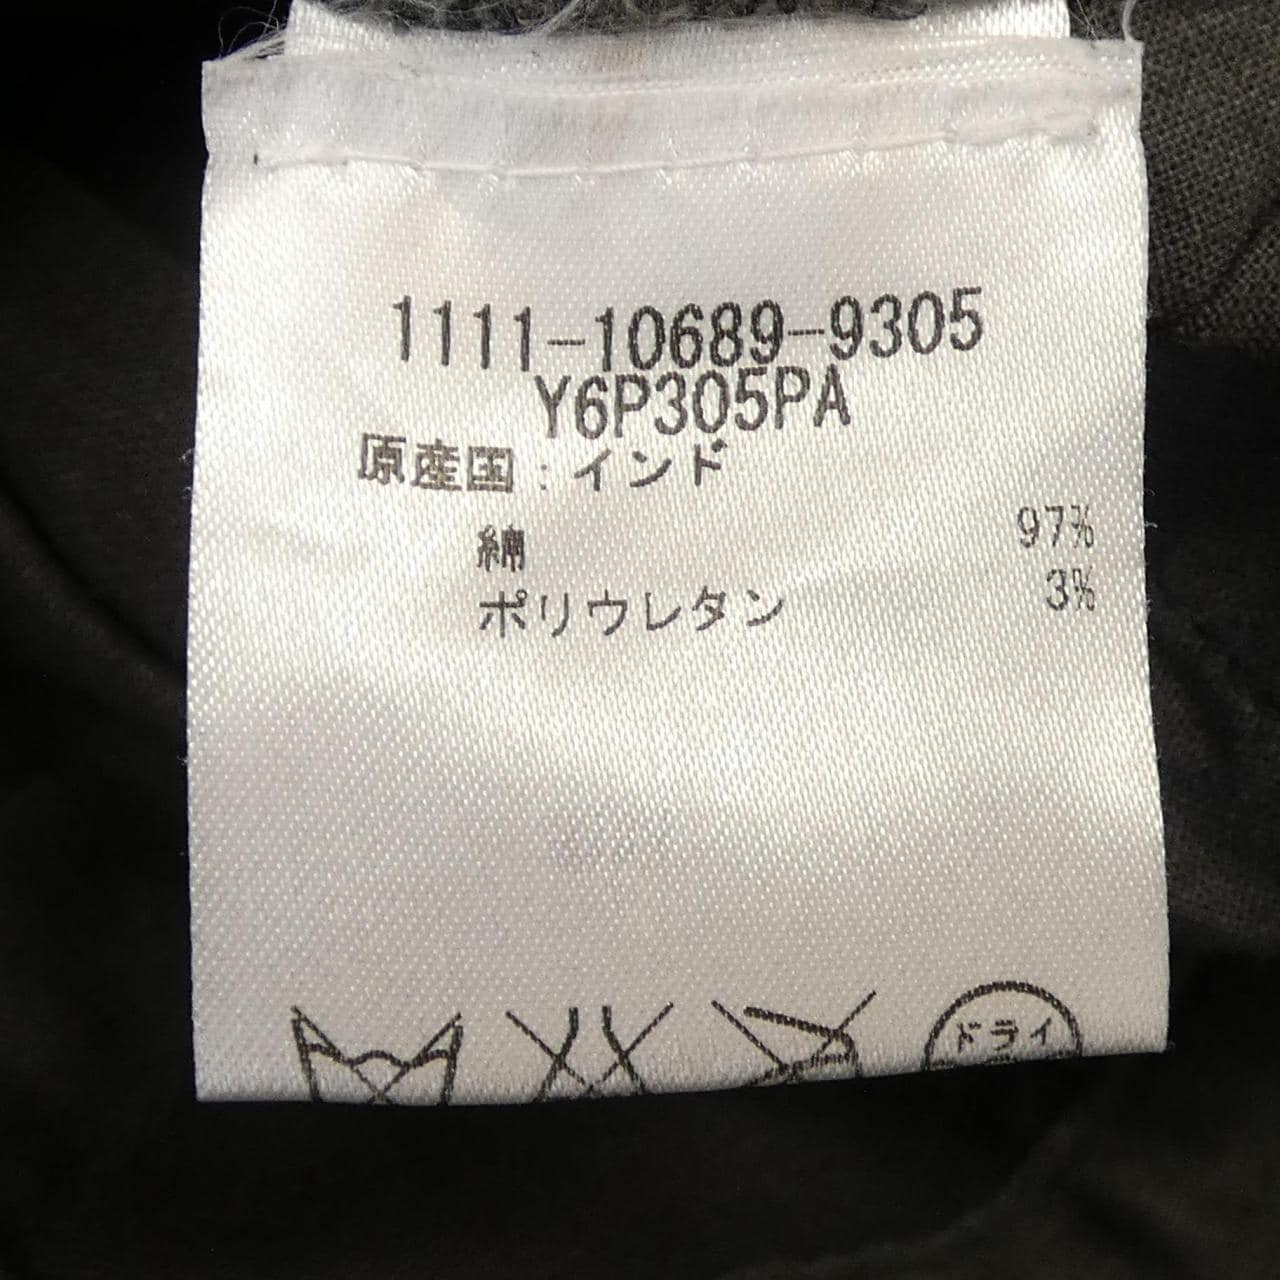 1111-10689-9305
Y6P305PA
原産国:インド
綿 97%
ポリウレタン 3%
ドライ